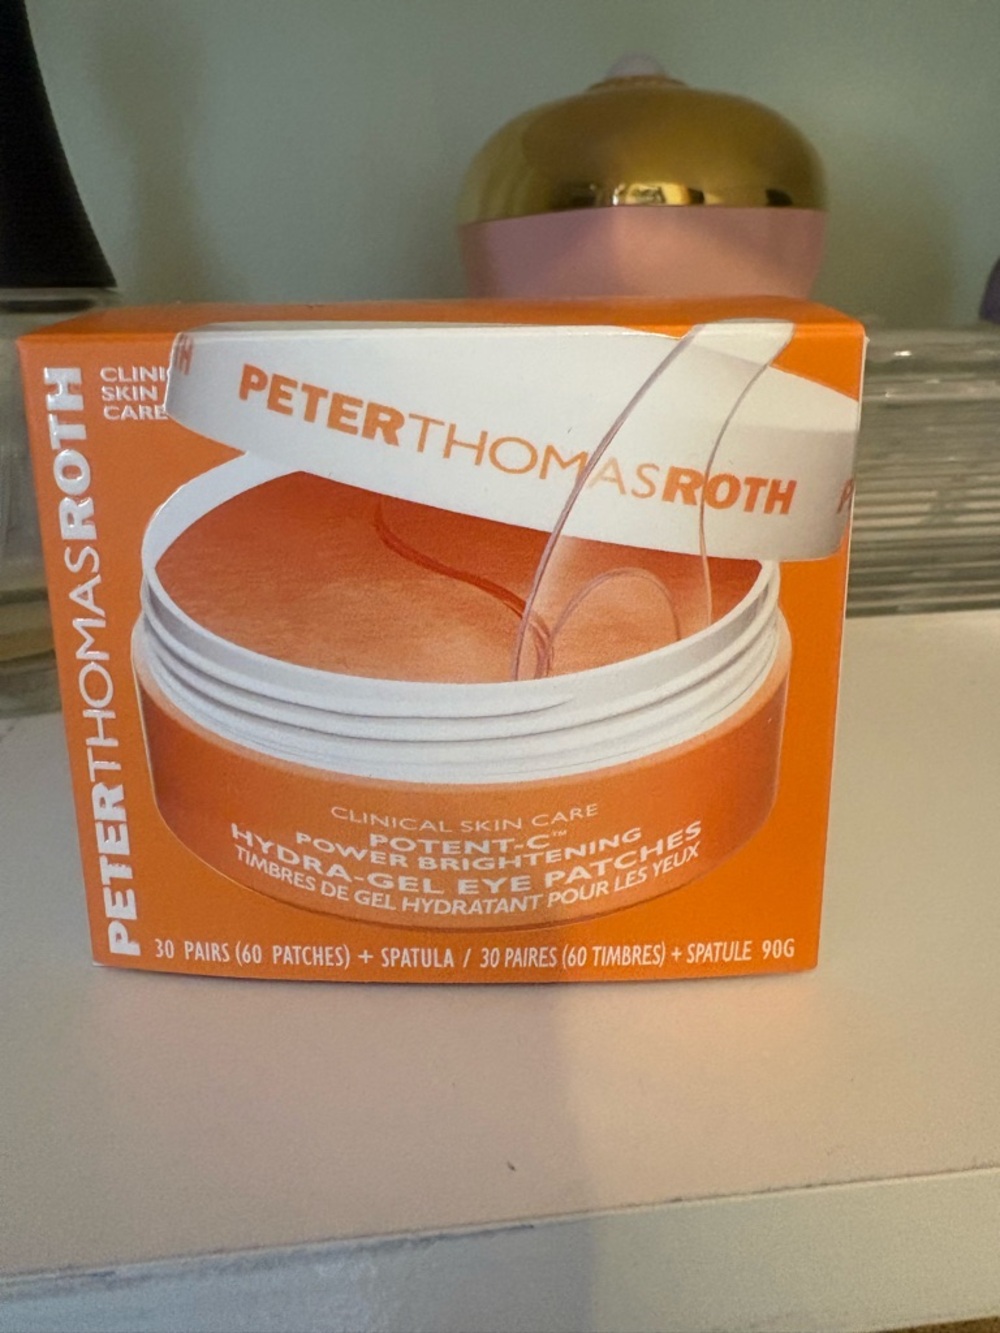 PETERTHOMASROTH
CLINI
SKIN
CARE
H
PETERTHOMASROTH
P
CLINICAL SKIN CARE
POTENT-C™
POWER BRIGHTENING
HYDRA-GEL EYE PATCHES
TIMBRES DE GEL HYDRATANT POUR LES YEUX
30 PAIRS (60 PATCHES) + SPATULA / 30 PAIRES (60 TIMBRES) + SPATULE 90G